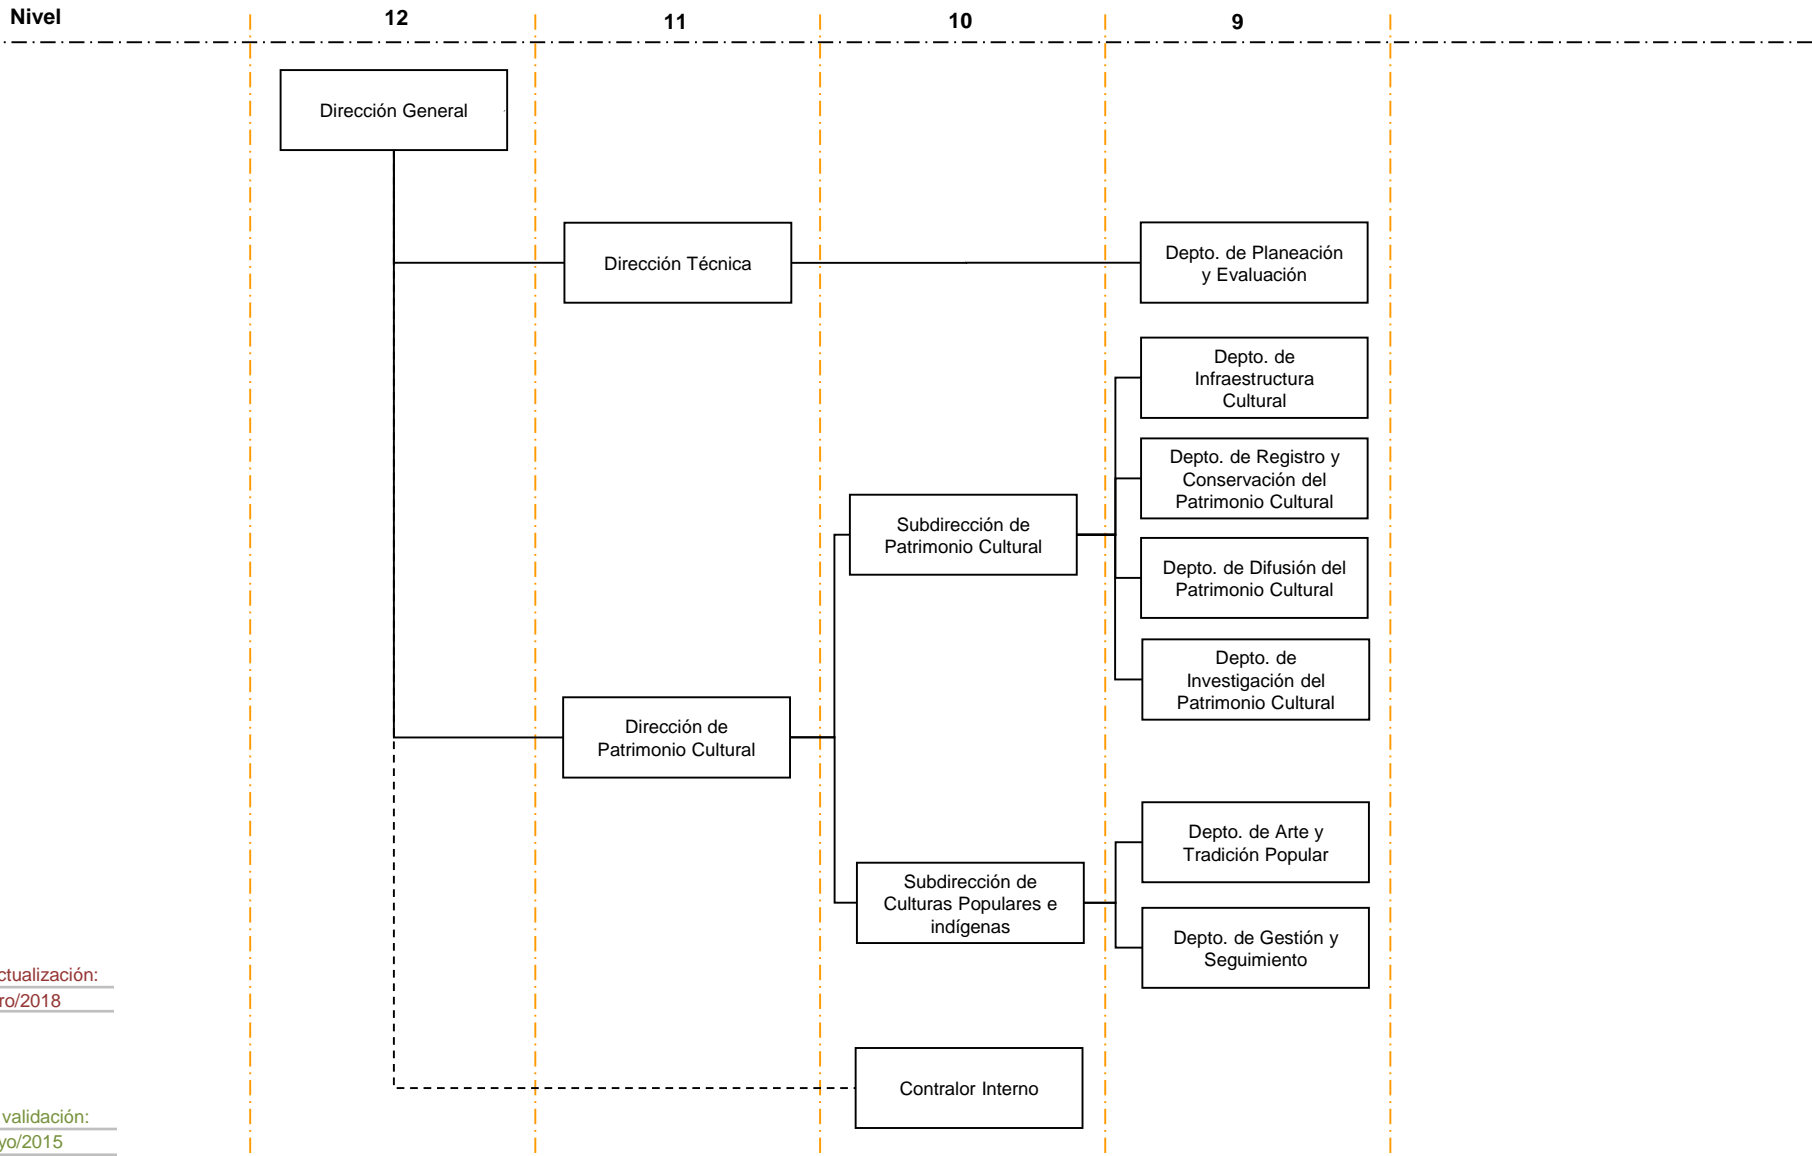 Nivel
12
11
10
9
Dirección General
Dirección Técnica
Depto. de Planeación
y Evaluación
Depto. de
Infraestructura
Cultural
Depto. de Registro y
Conservación del
Patrimonio Cultural
Subdirección de
Patrimonio Cultural
Depto. de Difusión del
Patrimonio Cultural
Depto. de
Investigación del
Patrimonio Cultural
Dirección de
Patrimonio Cultural
Depto. de Arte y
Tradición Popular
Subdirección de
Culturas Populares e
indígenas
Depto. de Gestión y
Seguimiento
ctualización:
ro/2018
Contralor Interno
validación:
yo/2015